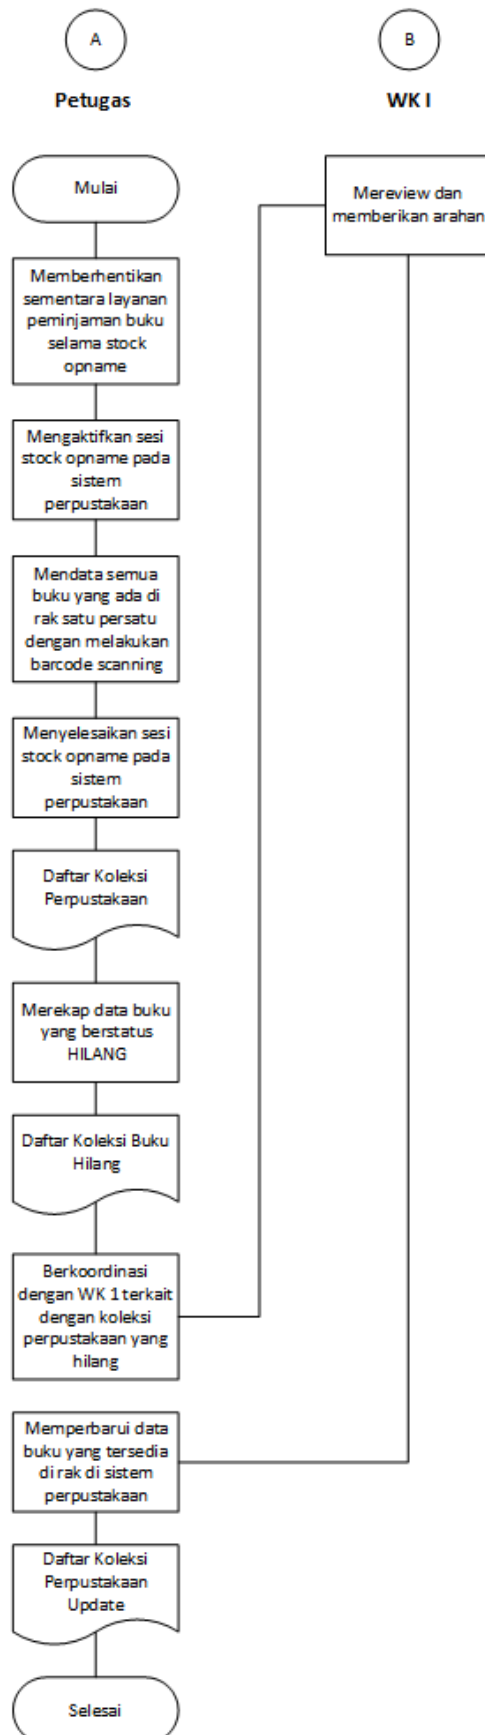 A
B
Petugas
WK I
Mulai
Mereview dan
memberikan arahan
Memberhentikan
sementara layanan
peminjaman buku
selama stock
opname
Mengaktifkan sesi
stock opname pada
sistem
perpustakaan
Mendata semua
buku yang ada di
rak satu persatu
dengan melakukan
barcode scanning
Menyelesaikan sesi
stock opname pada
sistem
perpustakaan
Daftar Koleksi
Perpustakaan
Merekap data buku
yang berstatus
HILANG
Daftar Koleksi Buku
Hilang
Berkoordinasi
dengan WK 1 terkait
dengan koleksi
perpustakaan yang
hilang
Memperbarui data
buku yang tersedia
di rak di sistem
perpustakaan
Daftar Koleksi
Perpustakaan
Update
Selesai